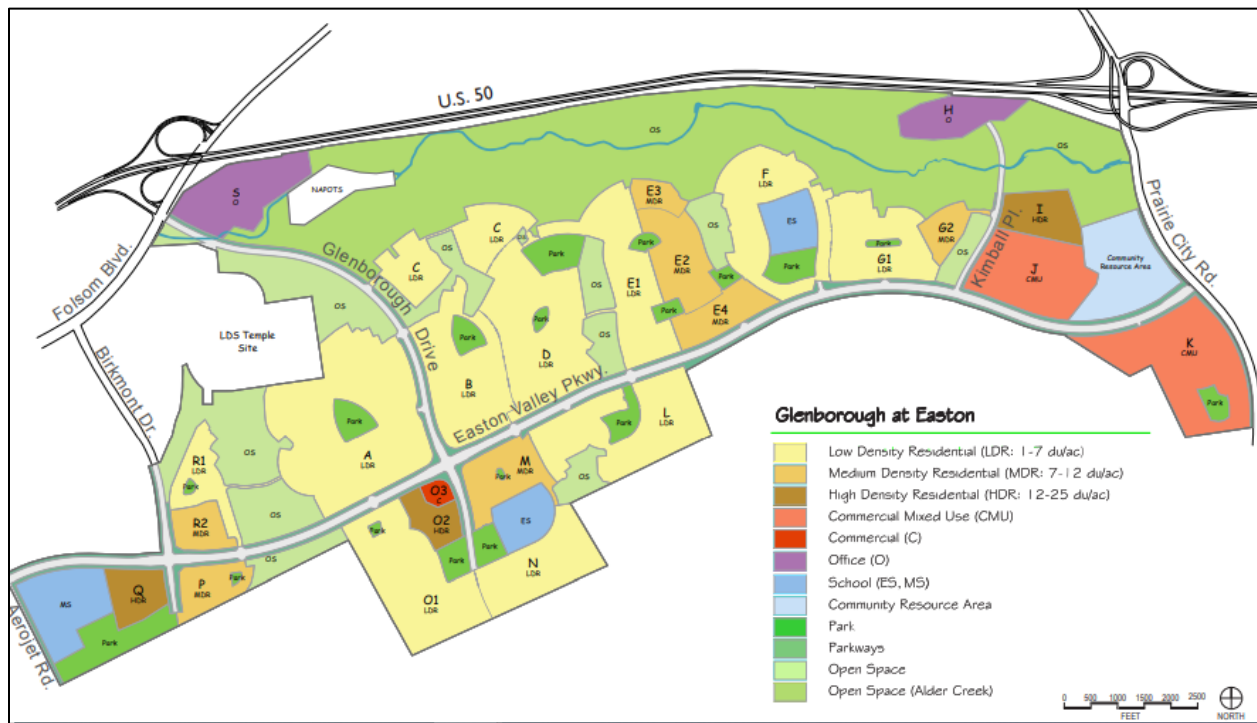 U.S. 50
H
O
OS
OS
OS
S
O
NAPOTS
Folsom Blvd.
Glenborough
Drive
Prairie City Rd.
Kimball Pl.
F
LDR
ES
Park
E3
MDR
OS
C
LDR
OS
OS
C
LDR
Park
Park
E2
MDR
Park
G1
LDR
Park
G2
MDR
OS
I
HDR
J
CMU
Community
Resource Area
OS
OS
E1
LDR
Park
E4
MDR
OS
LDS Temple
Site
Birkmont Dr.
Park
B
LDR
Park
D
LDR
Easton Valley Pkwy.
K
CMU
Park
Park
A
LDR
Park
L
LDR
R1
LDR
Park
OS
OS
R2
MDR
M
MDR
Park
OS
O3
C
O2
HDR
ES
Park
Park
Park
N
LDR
O1
LDR
OS
P
MDR
Park
MS
Q
HDR
Park
Aerojet Rd.
Glenborough at Easton
Low Density Residential (LDR: 1-7 du/ac)
Medium Density Residential (MDR: 7-12 du/ac)
High Density Residential (HDR: 12-25 du/ac)
Commercial Mixed Use (CMU)
Commercial (C)
Office (O)
School (ES, MS)
Community Resource Area
Park
Parkways
Open Space
Open Space (Alder Creek)
0 500 1000 1500 2000 2500
FEET
NORTH